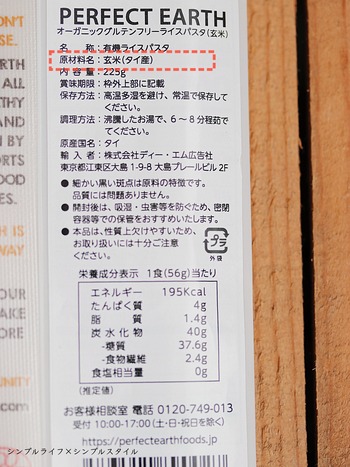 PERFECT EARTH
オーガニックグルテンフリーライスパスタ(玄米)
名 称:有機ライスパスタ
原材料名:玄米(タイ産)
内 容 量:225g
賞味期限:枠外上部に記載
保存方法:高温多湿を避け、常温で保存して
ください。
調理方法:沸騰したお湯で、6~8分程茹で
てください。
原産国名:タイ
輸 入 者:株式会社ディー・エム広告社
東京都江東区大島 1-9-8 大島プレールビル 2F
●細かい黒い斑点は原料の特徴です。
品質には問題ありません。
●開封後は、吸湿・虫害等を防ぐため、密閉
容器等での保管をおすすめいたします。
●本品は、性質上欠けやすいため、
お取り扱いには十分ご注意
ください。
プラ
外袋
栄養成分表示 1食(56g)当たり
エネルギー 195Kcal
たんぱく質 4g
脂 質 1.4g
炭 水 化 物 40g
-糖質 37.6g
-食物繊維 2.4g
食塩相当量 0g
(推定値)
お客様相談室 電話 0120-749-013
受付 10:00-17:00(土・日・祝日を除く)
https://perfectearthfoods.jp
シンプルライフ×シンプルスタイル